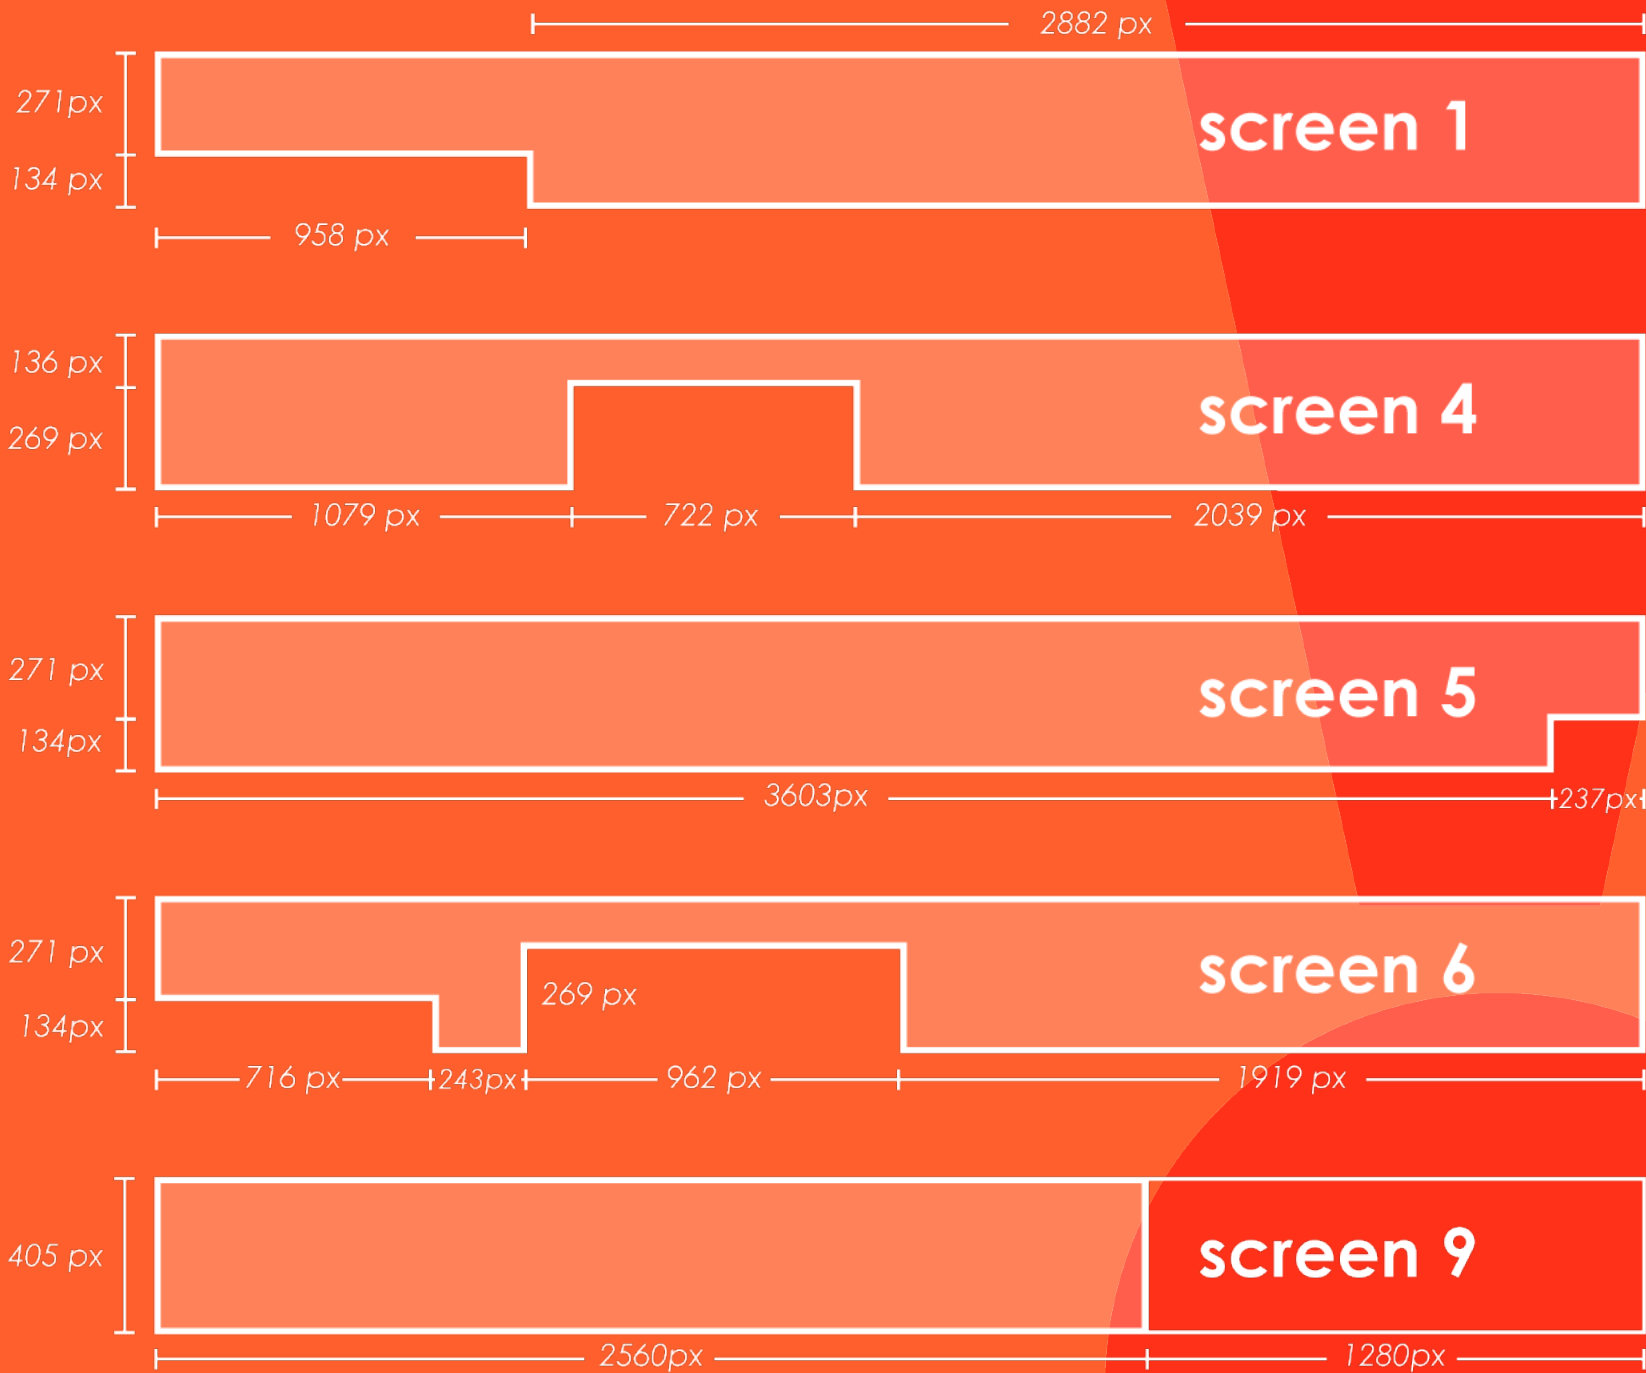 2882 px
271px
screen 1
134 px
958 px
136 px
screen 4
269 px
1079 px 722 px 2039 px
271 px
screen 5
134px
3603px 237px
271 px
screen 6
269 px
134px
716 px 243px 962 px 1919 px
405 px
screen 9
2560px 1280px